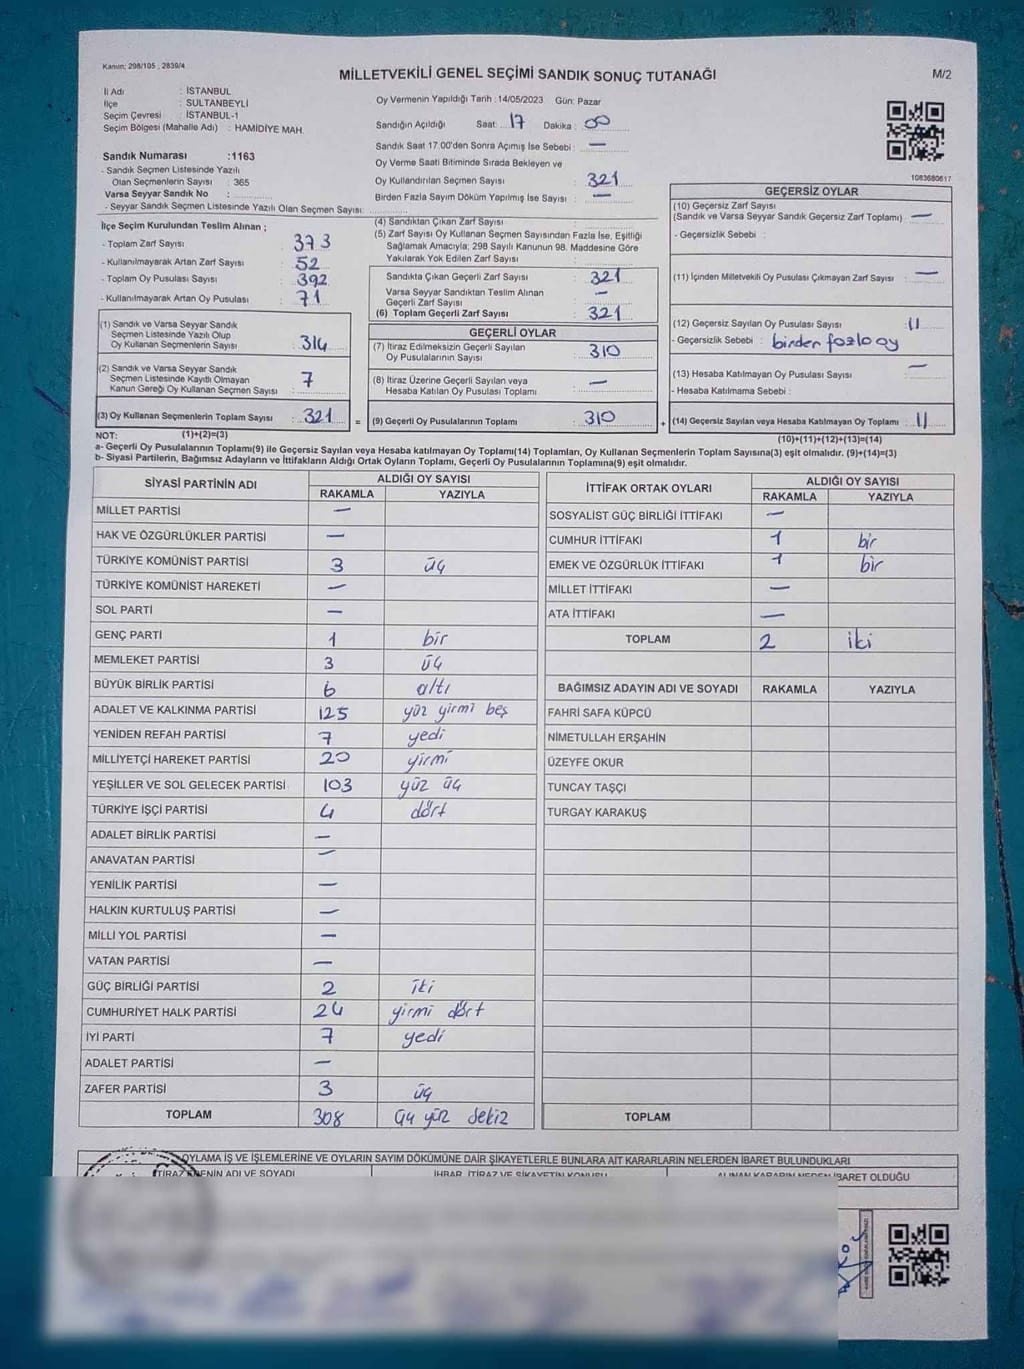 Kanun; 298/105 , 2839/4
MİLLETVEKİLİ GENEL SEÇİMİ SANDIK SONUÇ TUTANAĞI
M/2
İl Adı : İSTANBUL
İlçe : SULTANBEYLİ
Seçim Çevresi : İSTANBUL-1
Seçim Bölgesi (Mahalle Adı) : HAMİDİYE MAH.
Oy Vermenin Yapıldığı Tarih : 14/05/2023 Gün: Pazar
Sandığın Açıldığı Saat: 17 Dakika : 00
Sandık Saat 17.00'den Sonra Açılmış İse Sebebi : —
Oy Verme Saati Bitiminde Sırada Bekleyen ve
Oy Kullandırılan Seçmen Sayısı : 321
Birden Fazla Sayım Döküm Yapılmış İse Sayısı : —
1083680617
Sandık Numarası :1163
- Sandık Seçmen Listesinde Yazılı
Olan Seçmenlerin Sayısı : 365
Varsa Seyyar Sandık No :
- Seyyar Sandık Seçmen Listesinde Yazılı Olan Seçmen Sayısı:
İlçe Seçim Kurulundan Teslim Alınan ;
- Toplam Zarf Sayısı : 373
- Kullanılmayarak Artan Zarf Sayısı : 52
- Toplam Oy Pusulası Sayısı : 392
- Kullanılmayarak Artan Oy Pusulası : 71
(1) Sandık ve Varsa Seyyar Sandık
Seçmen Listesinde Yazılı Olup
Oy Kullanan Seçmenlerin Sayısı : 314
(2) Sandık ve Varsa Seyyar Sandık
Seçmen Listesinde Kayıtlı Olmayan
Kanun Gereği Oy Kullanan Seçmen Sayısı : 7
(3) Oy Kullanan Seçmenlerin Toplam Sayısı : 321 =
(4) Sandıktan Çıkan Zarf Sayısı :
(5) Zarf Sayısı Oy Kullanan Seçmen Sayısından Fazla İse, Eşitliği
Sağlamak Amacıyla; 298 Sayılı Kanunun 98. Maddesine Göre
Yakılarak Yok Edilen Zarf Sayısı :
Sandıkta Çıkan Geçerli Zarf Sayısı : 321
Varsa Seyyar Sandıktan Teslim Alınan
Geçerli Zarf Sayısı : —
(6) Toplam Geçerli Zarf Sayısı : 321
GEÇERLİ OYLAR
(7) İtiraz Edilmeksizin Geçerli Sayılan
Oy Pusulalarının Sayısı : 310
(8) İtiraz Üzerine Geçerli Sayılan veya
Hesaba Katılan Oy Pusulası Toplamı : —
(9) Geçerli Oy Pusulalarının Toplamı : 310 +
GEÇERSİZ OYLAR
(10) Geçersiz Zarf Sayısı
(Sandık ve Varsa Seyyar Sandık Geçersiz Zarf Toplamı) : —
- Geçersizlik Sebebi :
(11) İçinden Milletvekili Oy Pusulası Çıkmayan Zarf Sayısı : —
(12) Geçersiz Sayılan Oy Pusulası Sayısı : 11
- Geçersizlik Sebebi : birden fazla oy
(13) Hesaba Katılmayan Oy Pusulası Sayısı : —
- Hesaba Katılmama Sebebi :
(14) Geçersiz Sayılan veya Hesaba Katılmayan Oy Toplamı : 11
NOT: (1)+(2)=(3)
(10)+(11)+(12)+(13)=(14)
a- Geçerli Oy Pusulalarının Toplamı(9) ile Geçersiz Sayılan veya Hesaba katılmayan Oy Toplamı(14) Toplamları, Oy Kullanan Seçmenlerin Toplam Sayısına(3) eşit olmalıdır. (9)+(14)=(3)
b- Siyasi Partilerin, Bağımsız Adayların ve İttifakların Aldığı Ortak Oyların Toplamı, Geçerli Oy Pusulalarının Toplamına(9) eşit olmalıdır.
SİYASİ PARTİNİN ADI ALDIĞI OY SAYISI
RAKAMLA YAZIYLA
MİLLET PARTİSİ —
HAK VE ÖZGÜRLÜKLER PARTİSİ —
TÜRKİYE KOMÜNİST PARTİSİ 3 üç
TÜRKİYE KOMÜNİST HAREKETİ —
SOL PARTİ —
GENÇ PARTİ 1 bir
MEMLEKET PARTİSİ 3 üç
BÜYÜK BİRLİK PARTİSİ 6 altı
ADALET VE KALKINMA PARTİSİ 125 yüz yirmi beş
YENİDEN REFAH PARTİSİ 7 yedi
MİLLİYETÇİ HAREKET PARTİSİ 20 yirmi
YEŞİLLER VE SOL GELECEK PARTİSİ 103 yüz üç
TÜRKİYE İŞÇİ PARTİSİ 4 dört
ADALET BİRLİK PARTİSİ —
ANAVATAN PARTİSİ —
YENİLİK PARTİSİ —
HALKIN KURTULUŞ PARTİSİ —
MİLLİ YOL PARTİSİ —
VATAN PARTİSİ —
GÜÇ BİRLİĞİ PARTİSİ 2 iki
CUMHURİYET HALK PARTİSİ 24 yirmi dört
İYİ PARTİ 7 yedi
ADALET PARTİSİ —
ZAFER PARTİSİ 3 üç
TOPLAM 308 üç yüz sekiz
İTTİFAK ORTAK OYLARI ALDIĞI OY SAYISI
RAKAMLA YAZIYLA
SOSYALİST GÜÇ BİRLİĞİ İTTİFAKI —
CUMHUR İTTİFAKI 1 bir
EMEK VE ÖZGÜRLÜK İTTİFAKI 1 bir
MİLLET İTTİFAKI —
ATA İTTİFAKI —
TOPLAM 2 iki
BAĞIMSIZ ADAYIN ADI VE SOYADI RAKAMLA YAZIYLA
FAHRİ SAFA KÜPCÜ
NİMETULLAH ERŞAHİN
ÜZEYFE OKUR
TUNCAY TAŞÇI
TURGAY KARAKUŞ
TOPLAM
OYLAMA İŞ VE İŞLEMLERİNE VE OYLARIN SAYIM DÖKÜMÜNE DAİR ŞİKAYETLERLE BUNLARA AİT KARARLARIN NELERDEN İBARET BULUNDUKLARI
İTİRAZ EDENİN ADI VE SOYADI İHBAR, İTİRAZ VE ŞİKAYETİN KONUSU ALINAN KARARIN NEDEN İBARET OLDUĞU